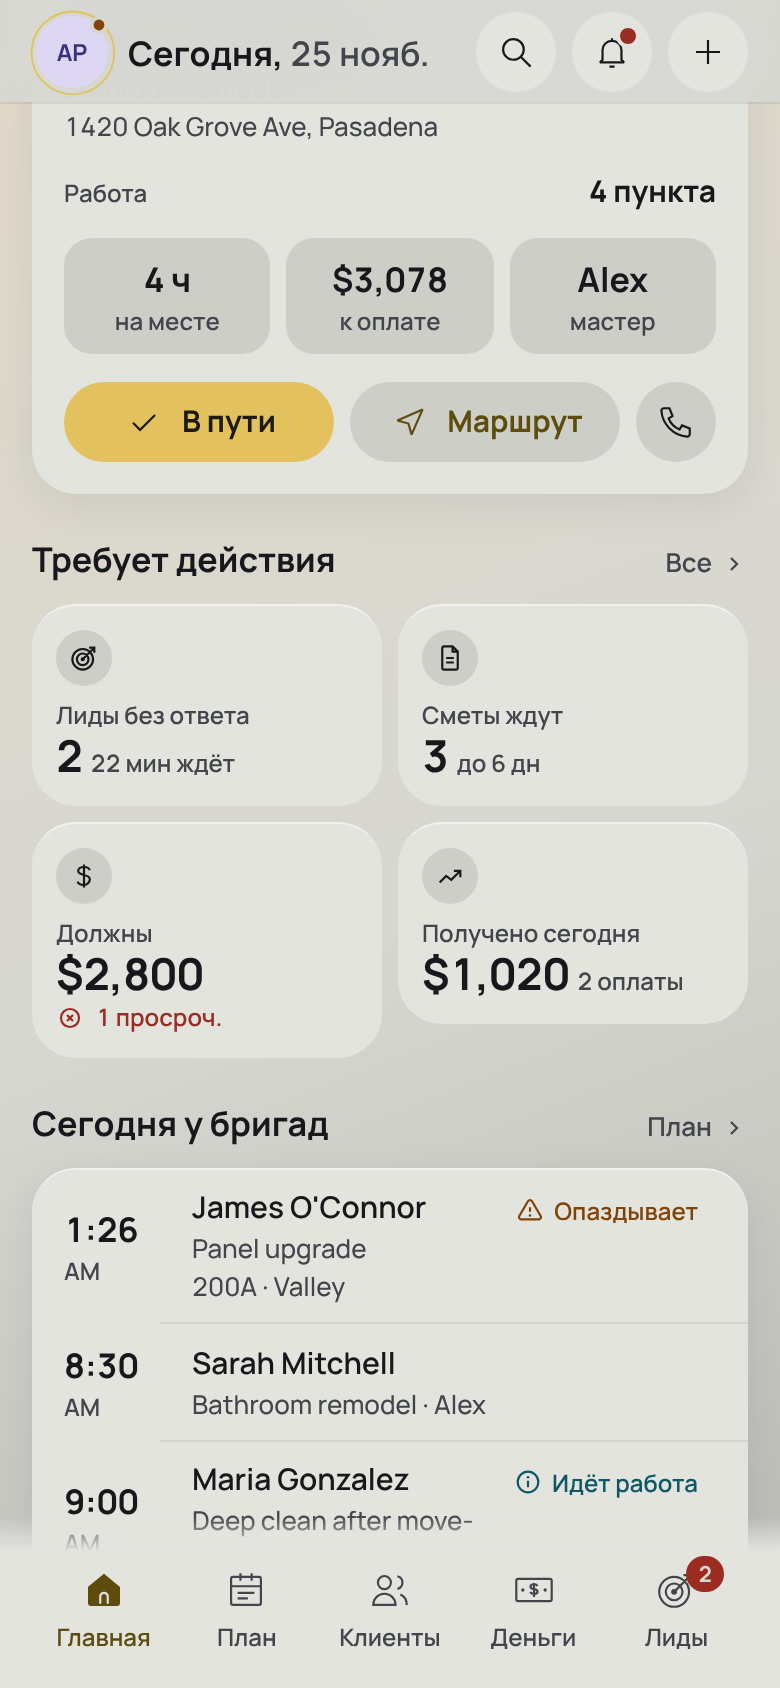 AP
Сегодня, 25 нояб.
1420 Oak Grove Ave, Pasadena
Работа
4 пункта
4 ч
на месте
$3,078
к оплате
Alex
мастер
В пути
Маршрут
Требует действия
Все
Лиды без ответа
2 22 мин ждёт
Сметы ждут
3 до 6 дн
$
Должны
$2,800
1 просроч.
Получено сегодня
$1,020 2 оплаты
Сегодня у бригад
План
1:26
AM
James O'Connor
Опаздывает
Panel upgrade
200A · Valley
8:30
AM
Sarah Mitchell
Bathroom remodel · Alex
9:00
AM
Maria Gonzalez
Идёт работа
Deep clean after move-
Главная
План
Клиенты
$
Деньги
2
Лиды